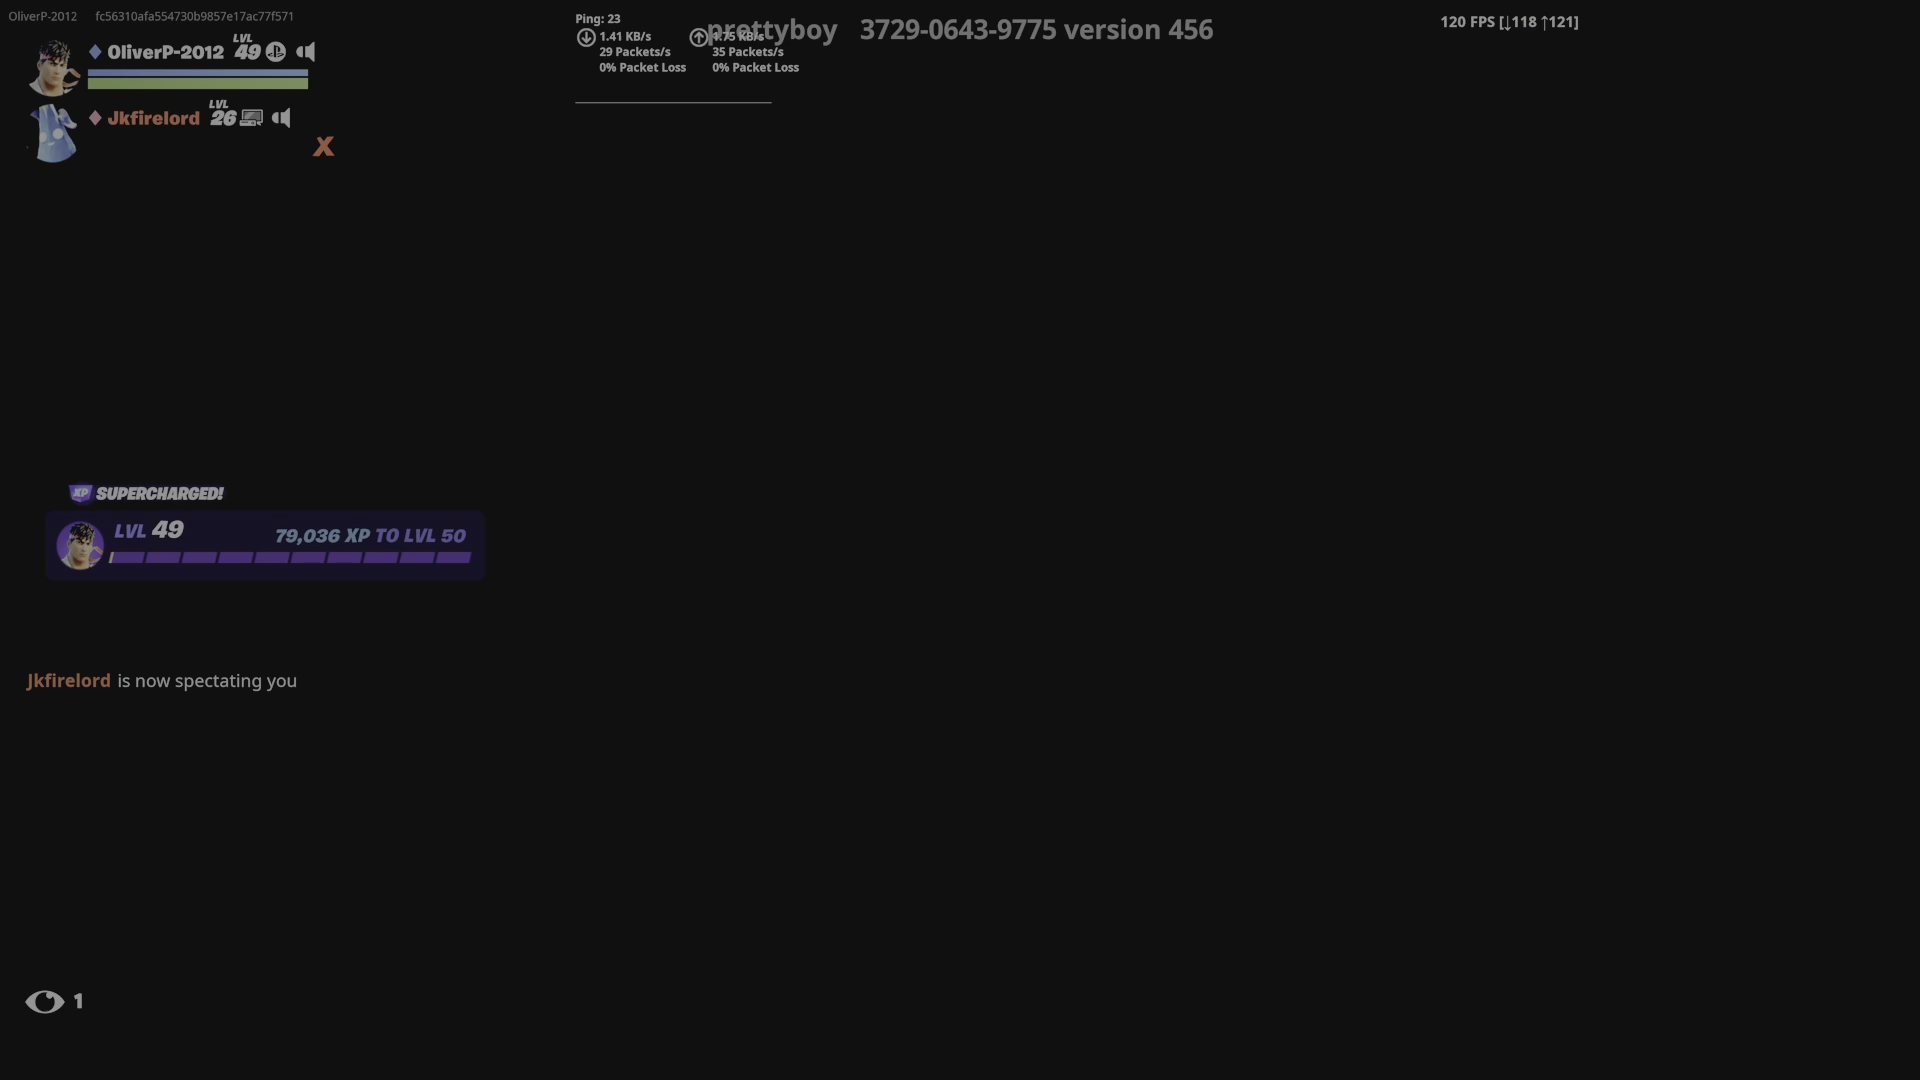 OliverP-2012 fc56310afa554730b9857e17ac77f571
OliverP-2012 LVL 49
Jkfirelord LVL 26
X
Ping: 23
1.41 KB/s
29 Packets/s
0% Packet Loss
35 Packets/s
0% Packet Loss
prettyboy 3729-0643-9775 version 456
120 FPS [↓118 ↑121]
XP SUPERCHARGED!
LVL 49 79,036 XP TO LVL 50
Jkfirelord is now spectating you
1